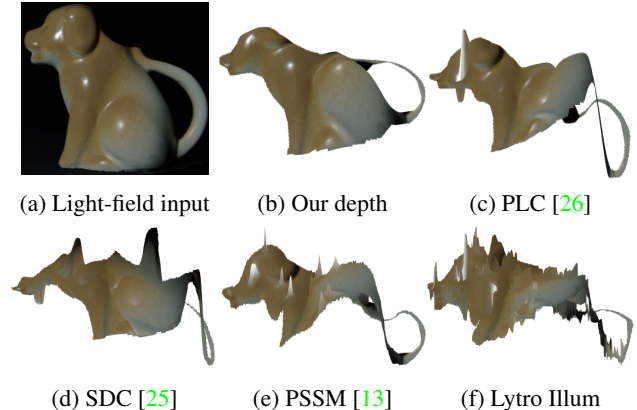 (a) Light-field input
(b) Our depth
(c) PLC [26]
(d) SDC [25]
(e) PSSM [13]
(f) Lytro Illum